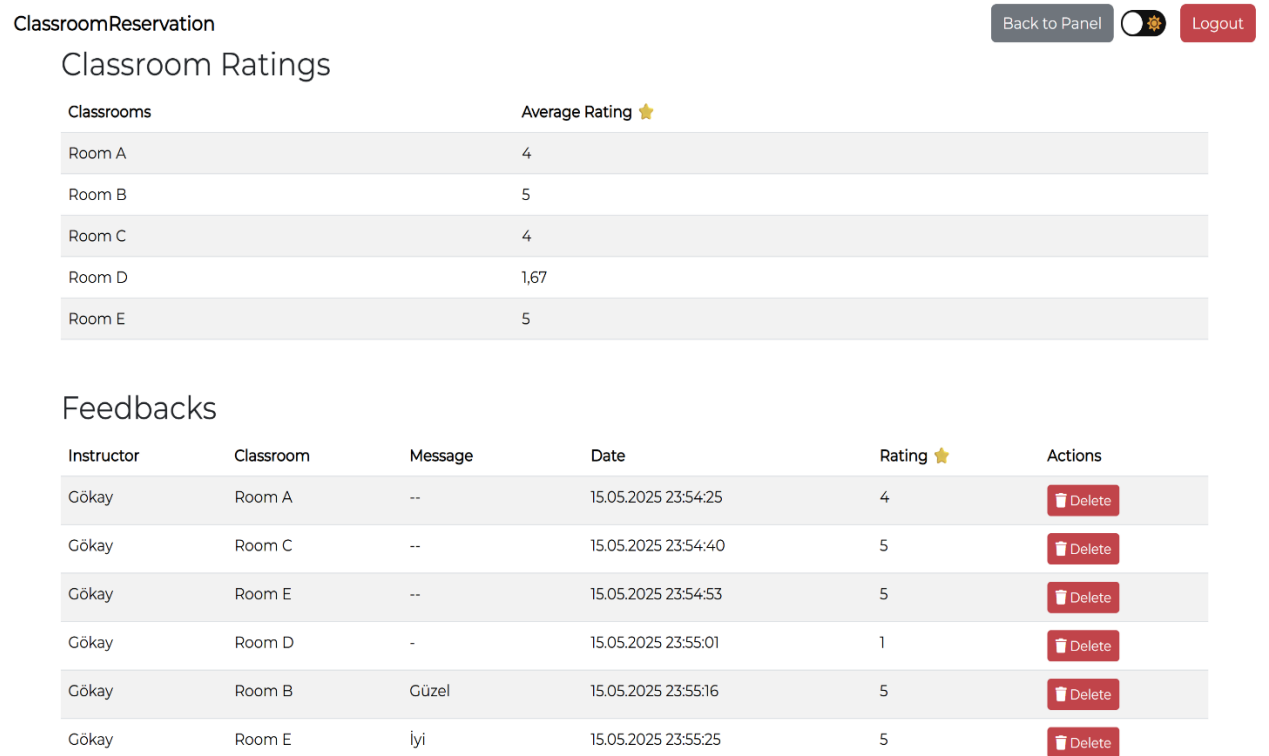 ClassroomReservation Back to Panel Logout
Classroom Ratings
Classrooms Average Rating
Room A 4
Room B 5
Room C 4
Room D 1,67
Room E 5
Feedbacks
Instructor Classroom Message Date Rating Actions
Gökay Room A -- 15.05.2025 23:54:25 4 Delete
Gökay Room C -- 15.05.2025 23:54:40 5 Delete
Gökay Room E -- 15.05.2025 23:54:53 5 Delete
Gökay Room D - 15.05.2025 23:55:01 1 Delete
Gökay Room B Güzel 15.05.2025 23:55:16 5 Delete
Gökay Room E İyi 15.05.2025 23:55:25 5 Delete